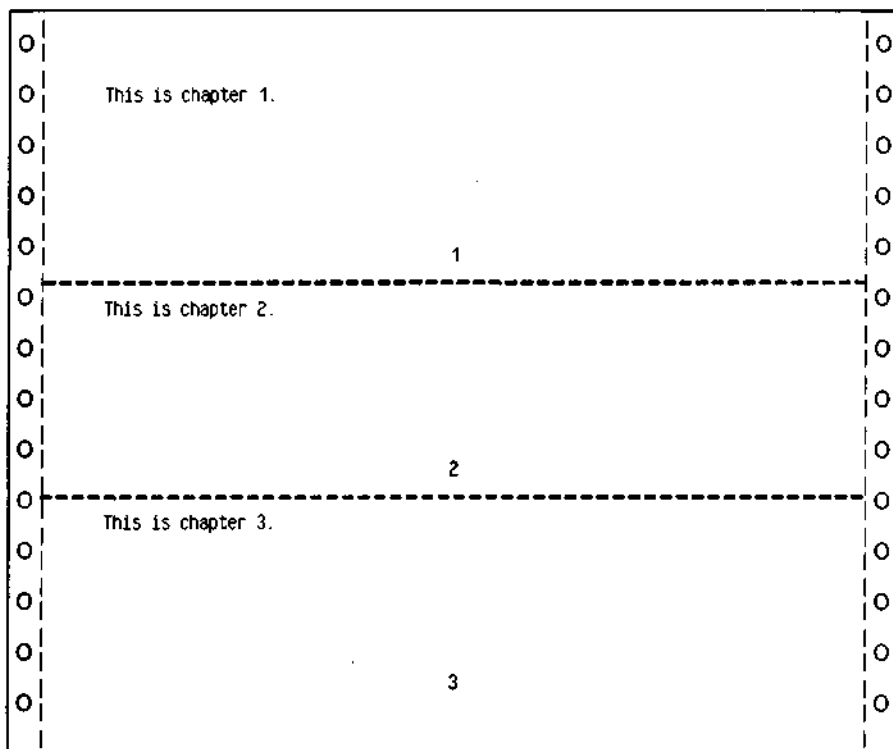 This is chapter 1.
1
This is chapter 2.
2
This is chapter 3.
3